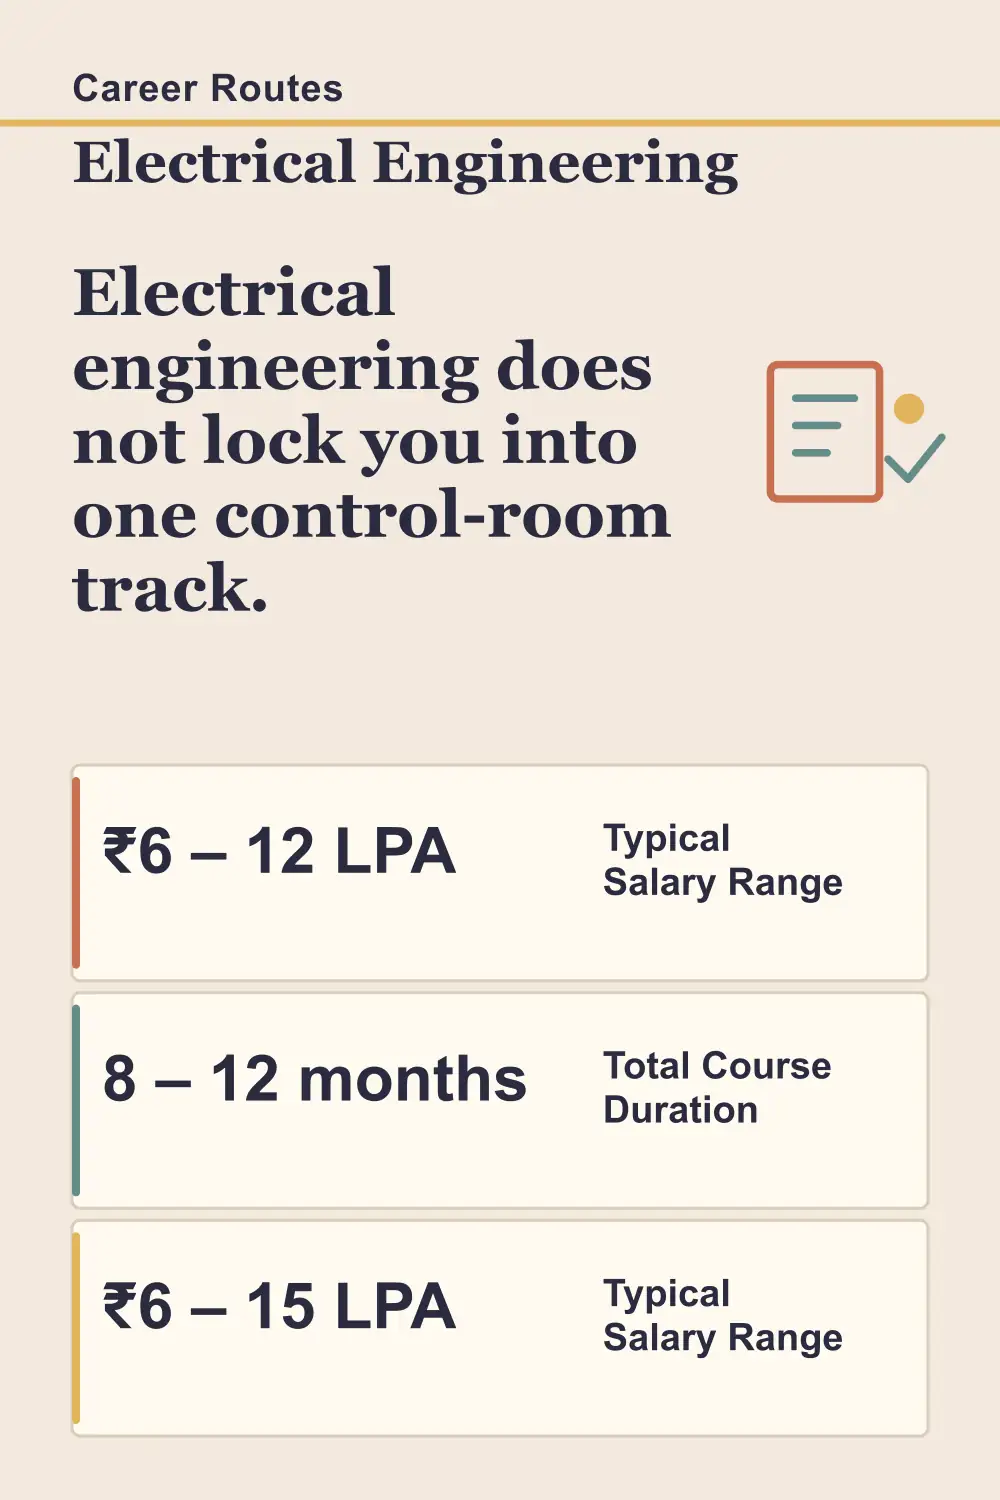 Career Routes
Electrical Engineering
Electrical
engineering does
not lock you into
one control-room
track.
₹6 – 12 LPA
Typical
Salary Range
8 – 12 months
Total Course
Duration
₹6 – 15 LPA
Typical
Salary Range